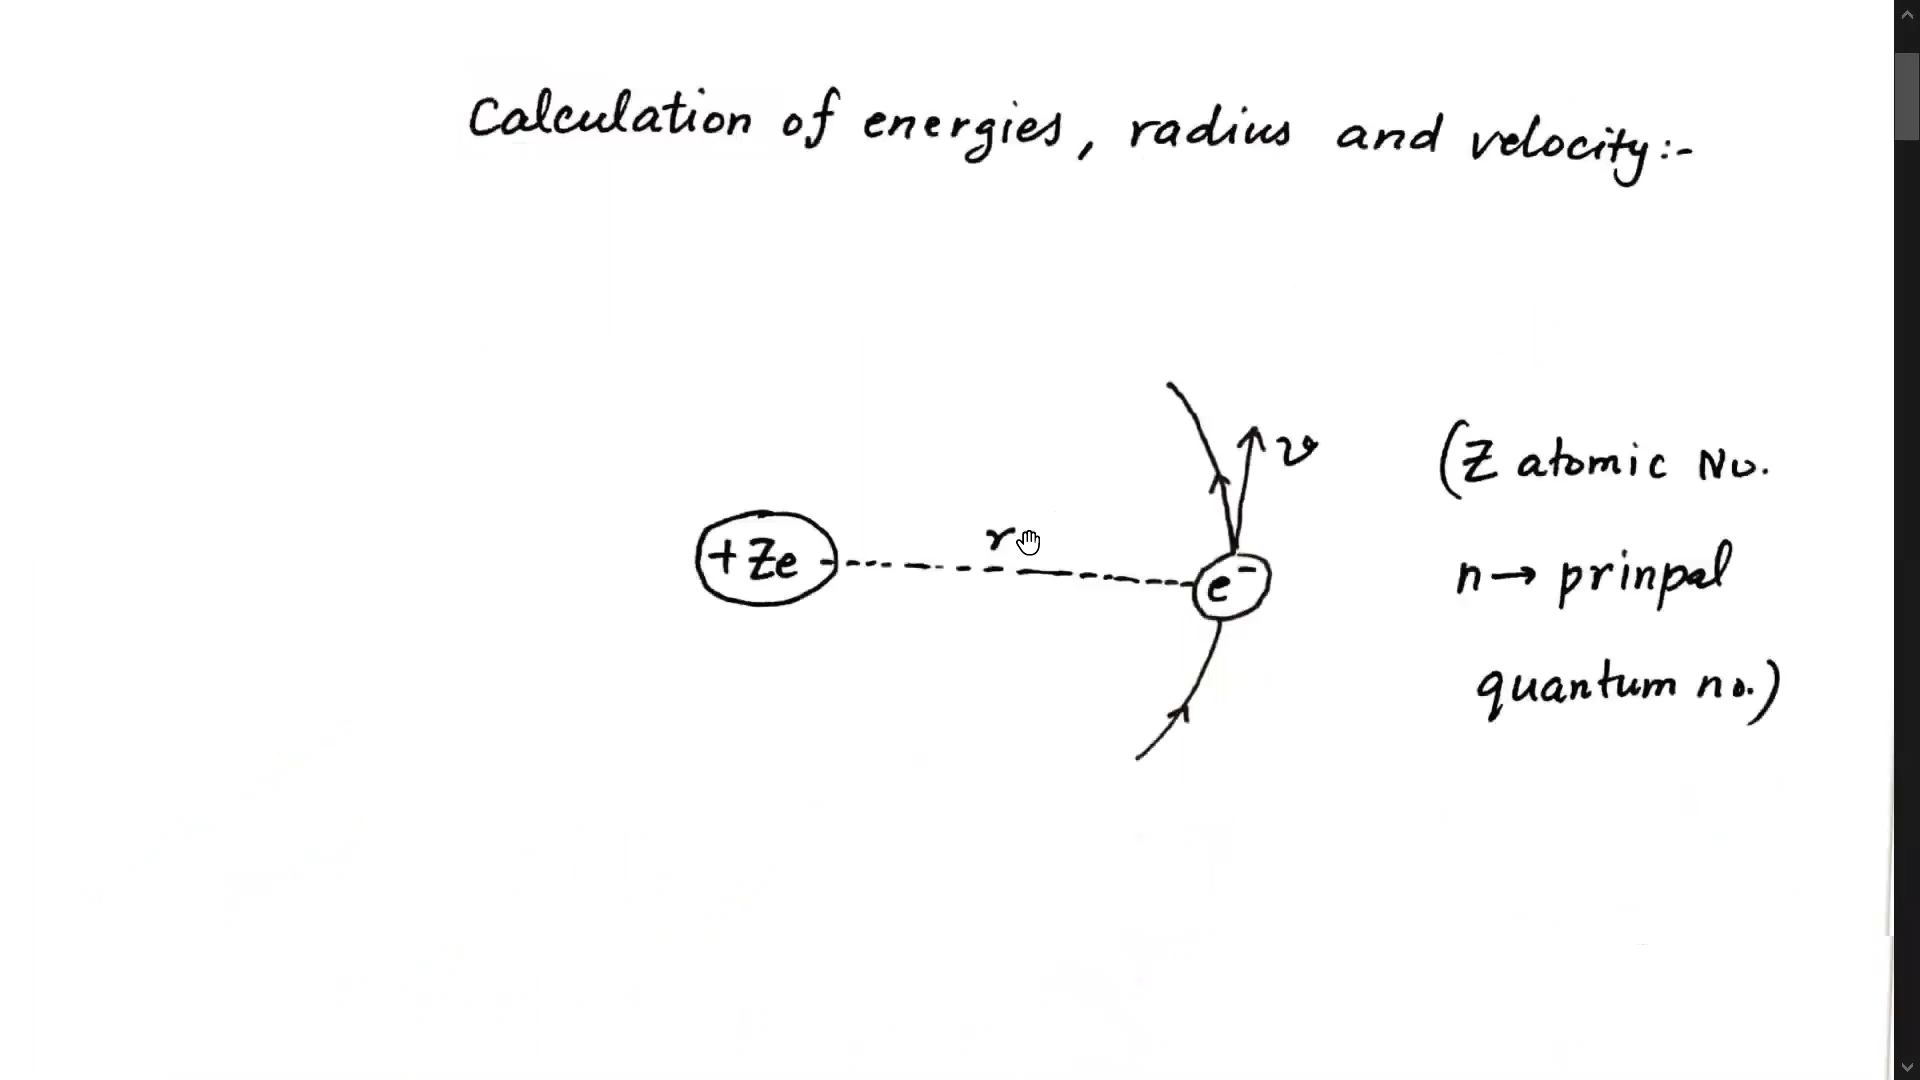 Calculation of energies, radius and velocity:-
v
(Z atomic No.
r
+Ze
e⁻
n→ prinpal
quantum no.)